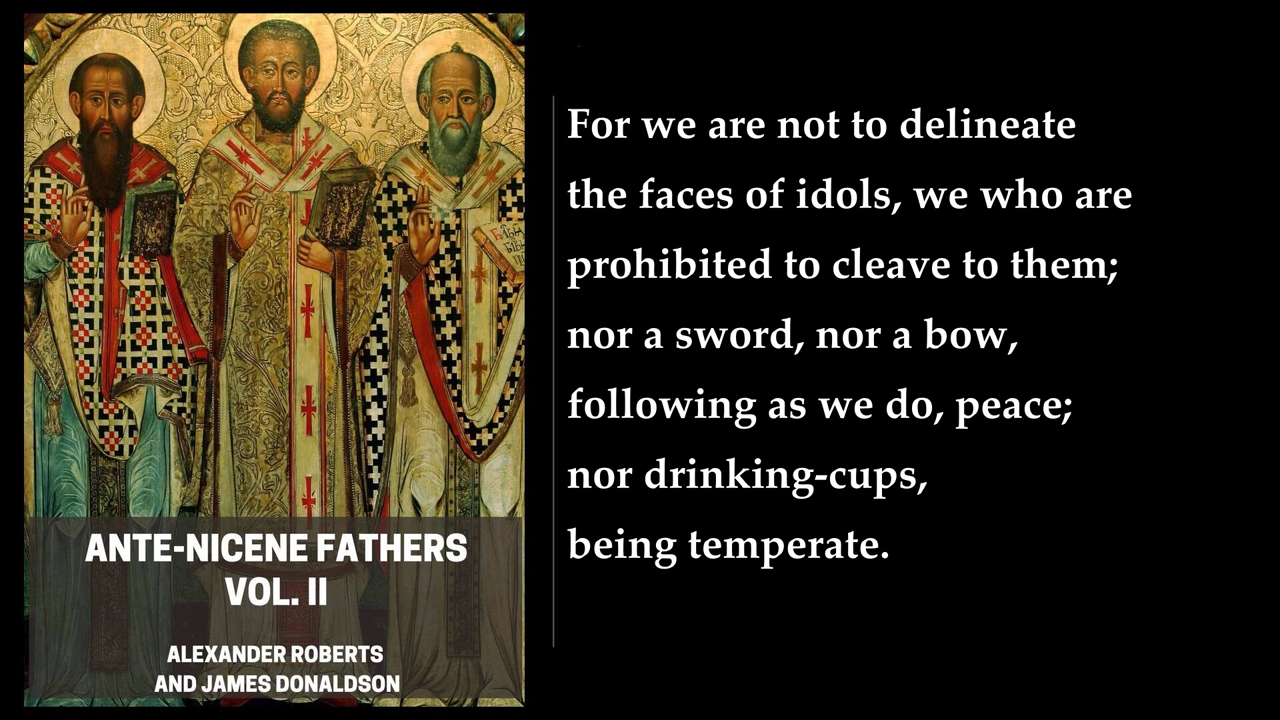 For we are not to delineate
the faces of idols, we who are
prohibited to cleave to them;
nor a sword, nor a bow,
following as we do, peace;
nor drinking-cups,
being temperate.
ANTE-NICENE FATHERS
VOL. II
ALEXANDER ROBERTS
AND JAMES DONALDSON